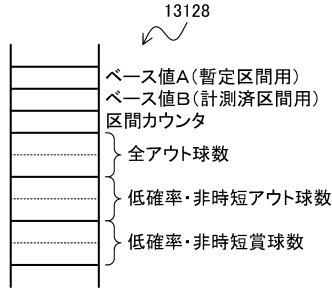 13128
ベース値A(暫定区間用)
ベース値B(計測済区間用)
区間カウンタ
全アウト球数
低確率・非時短アウト球数
低確率・非時短賞球数